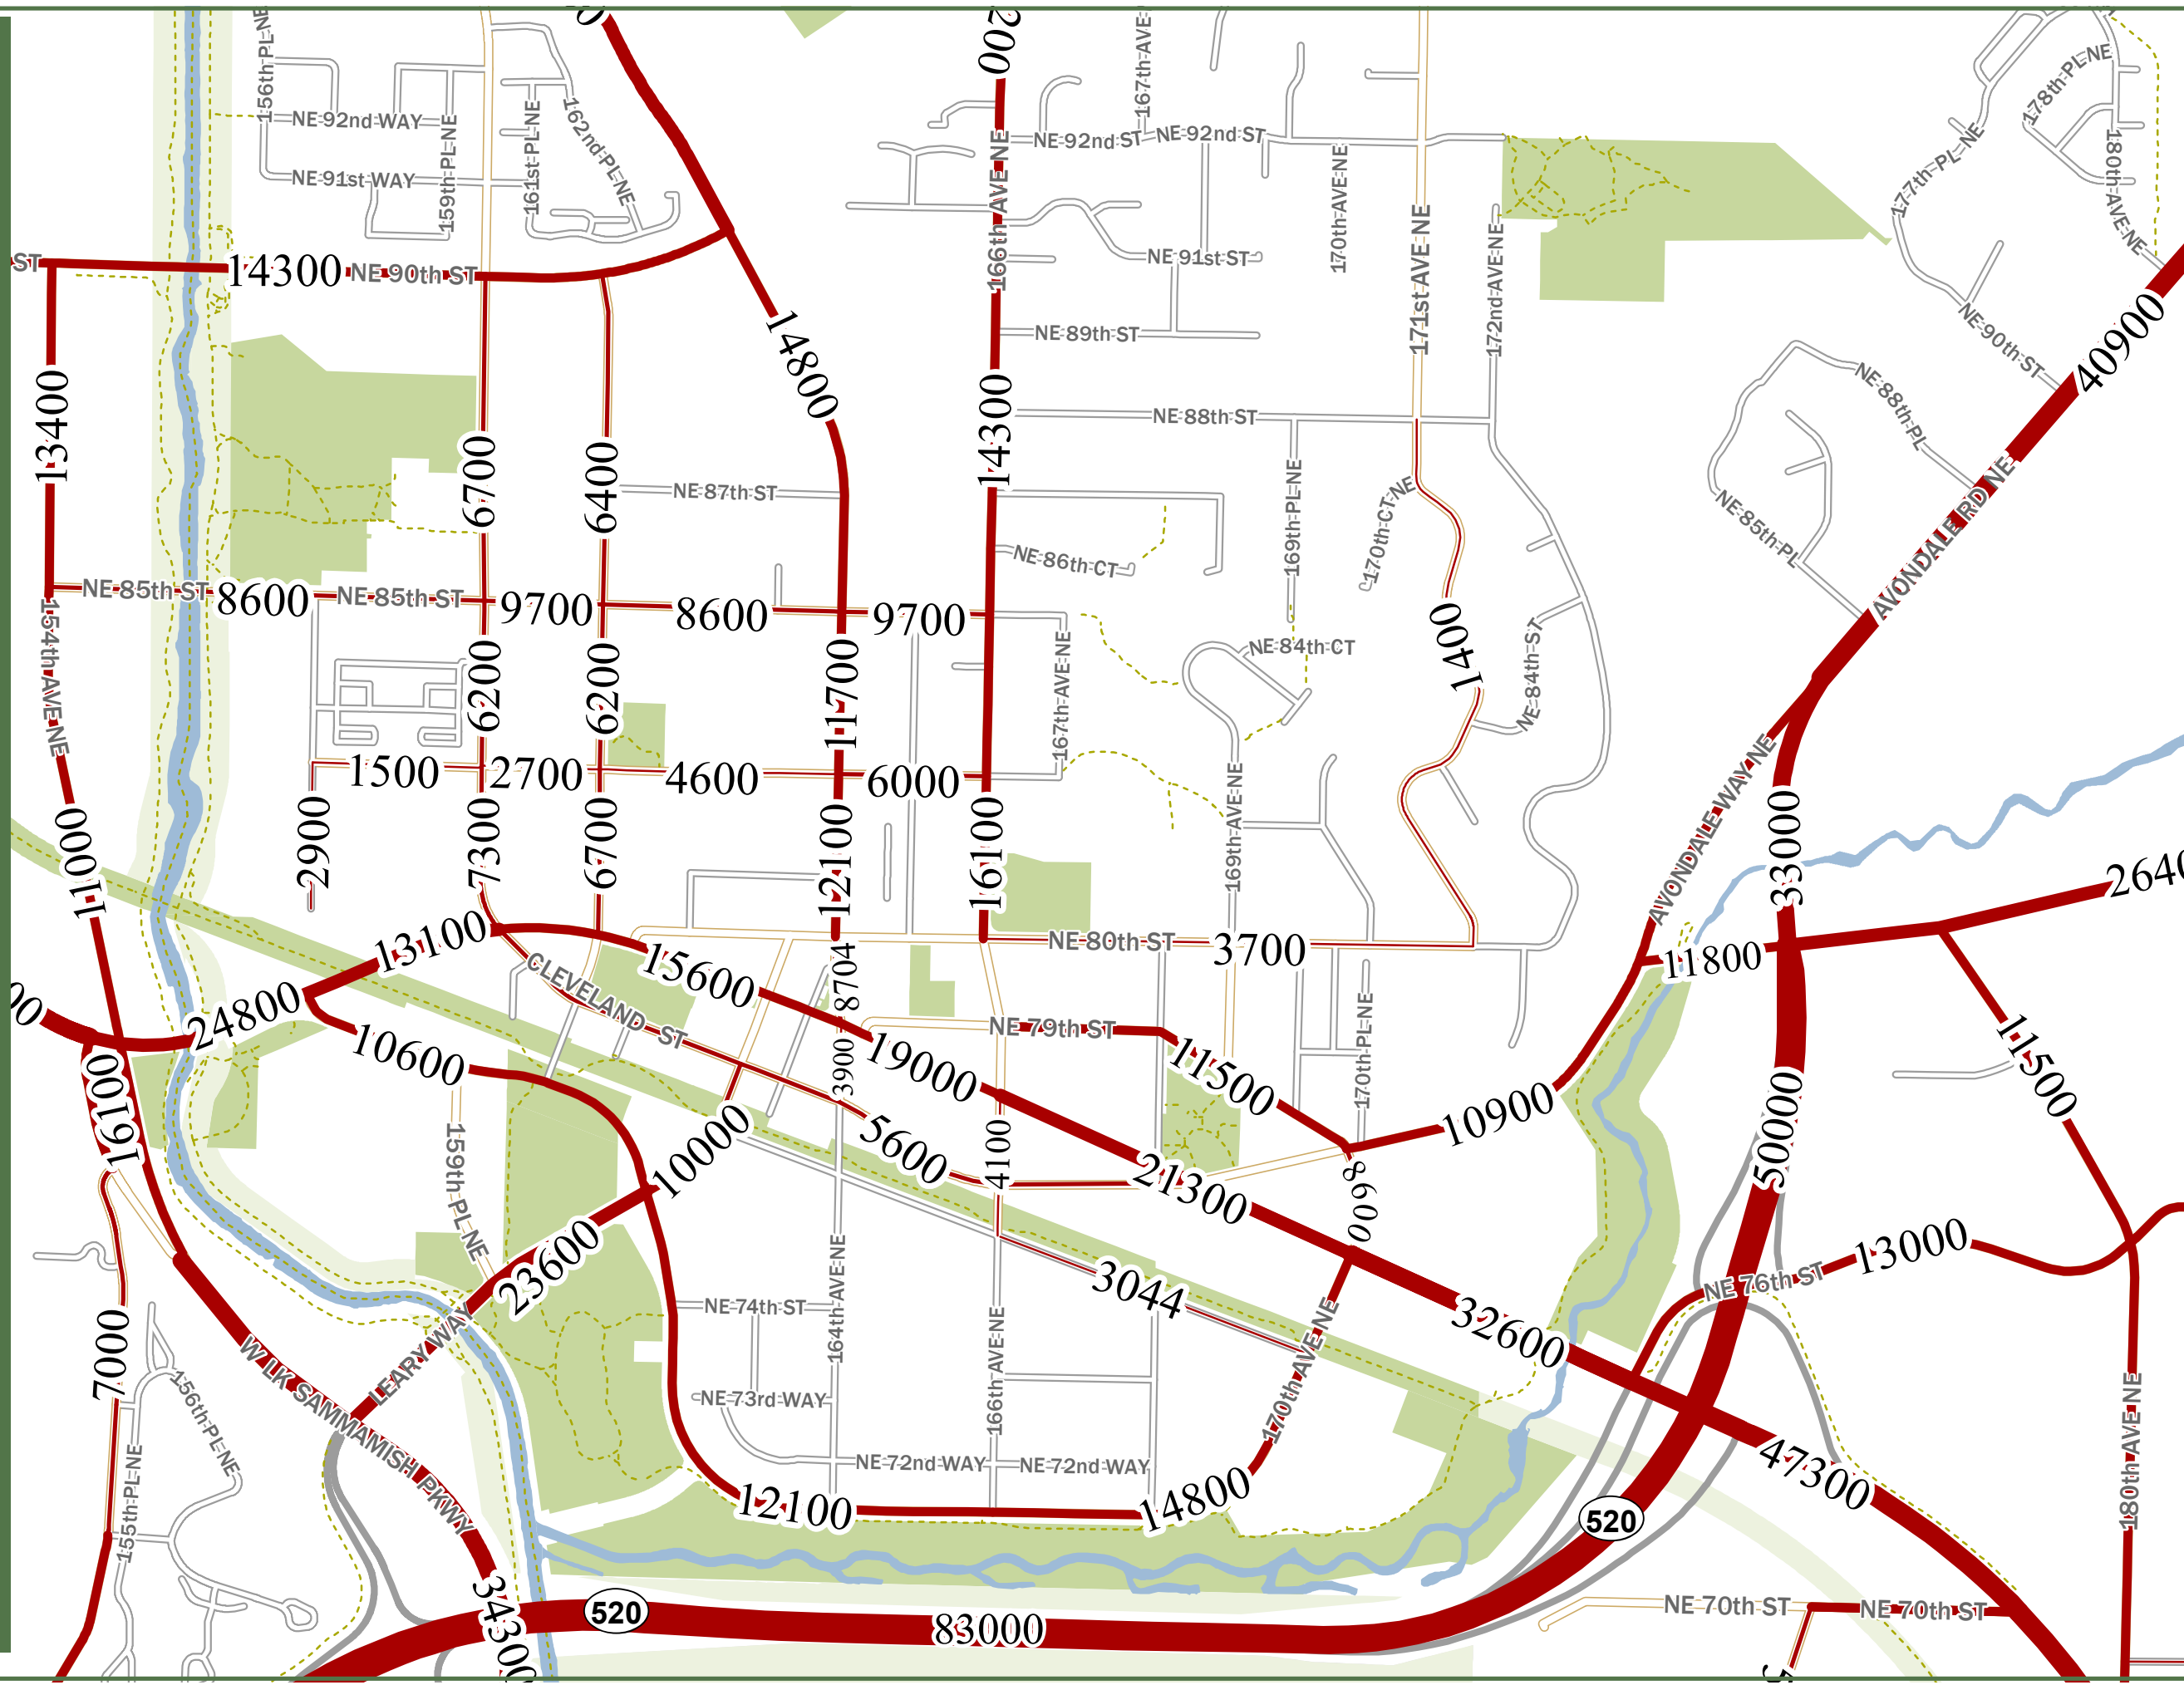 156th PL NE
NE 92nd WAY
159th PL NE
161st PL NE
162nd PL NE
NE 91st WAY
167th AVE
NE 92nd ST
NE 92nd ST
166th AVE NE
170th AVE NE
171st AVE NE
172nd AVE NE
NE 91st ST
NE 89th ST
177th PL NE
178th PL NE
180th AVE NE
NE 90th ST
ST
14300
NE 90th ST
13400
14800
14300
40900
NE 88th PL
NE 88th ST
6700
6400
NE 87th ST
NE 86th CT
169th PL NE
170th CT NE
NE 85th PL
AVONDALE RD NE
NE 85th ST
8600
NE 85th ST
9700
8600
9700
154th AVE NE
6200
6200
11700
167th AVE NE
NE 84th CT
1400
NE 84th ST
1500
2700
4600
6000
AVONDALE WAY NE
11000
2900
7300
6700
12100
16100
169th AVE NE
33000
13100
15600
8704
NE 80th ST
3700
11800
CLEVELAND ST
24800
10600
3900
19000
NE 79th ST
11500
170th PL NE
10900
11500
50000
19100
159th PL NE
10000
5600
4100
21300
8600
23600
3044
32600
NE 76th ST
13000
7000
LEARY WAY
W LK SAMMAMISH PKWY
NE 74th ST
164th AVE NE
166th AVE NE
170th AVE NE
156th PL NE
NE 73rd WAY
155th PL NE
NE 72nd WAY
NE 72nd WAY
12100
14800
47300
180th AVE NE
520
34300
520
83000
NE 70th ST
NE 70th ST